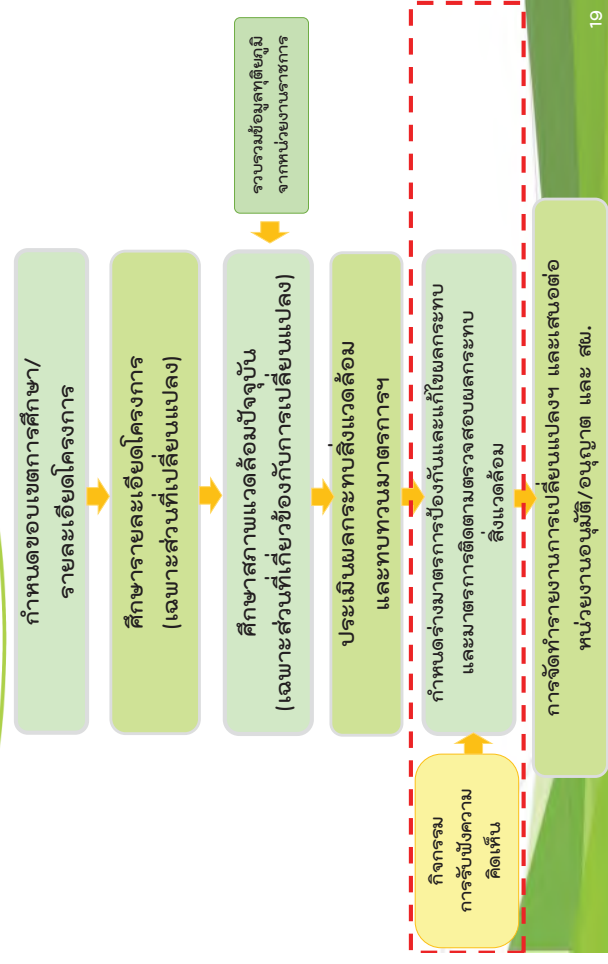 กำหนดขอบเขตการศึกษา/
รายละเอียดโครงการ
ศึกษารายละเอียดโครงการ
(เฉพาะส่วนที่เปลี่ยนแปลง)
ศึกษาสภาพแวดล้อมปัจจุบัน
(เฉพาะส่วนที่เกี่ยวข้องกับการเปลี่ยนแปลง)
รวบรวมข้อมูลทุติยภูมิ
จากหน่วยงานราชการ
ประเมินผลกระทบสิ่งแวดล้อม
และทบทวนมาตรการฯ
กิจกรรม
การรับฟังความ
คิดเห็น
กำหนดร่างมาตรการป้องกันและแก้ไขผลกระทบ
และมาตรการติดตามตรวจสอบผลกระทบ
สิ่งแวดล้อม
การจัดทำรายงานการเปลี่ยนแปลงฯ และเสนอต่อ
หน่วยงานอนุมัติ/อนุญาต และ สผ.
19